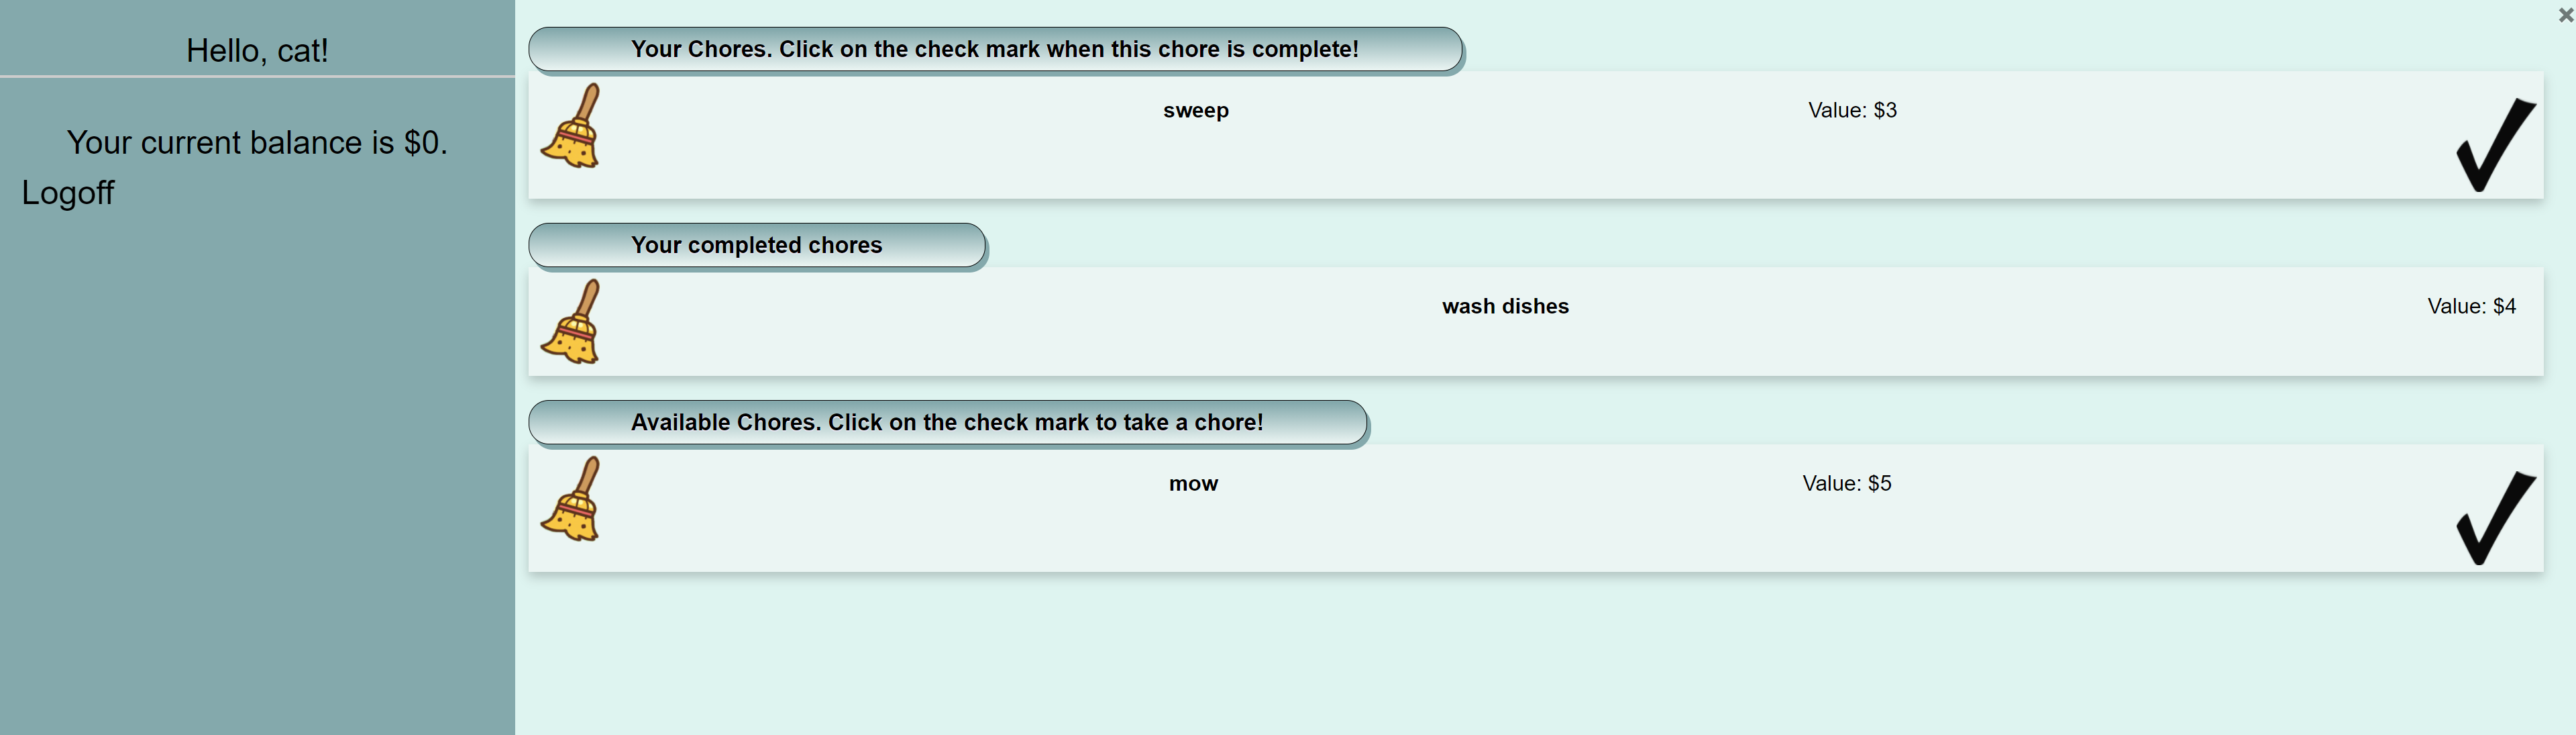 Hello, cat!
Your current balance is $0.
Logoff
Your Chores. Click on the check mark when this chore is complete!
sweep
Value: $3
Your completed chores
wash dishes
Value: $4
Available Chores. Click on the check mark to take a chore!
mow
Value: $5